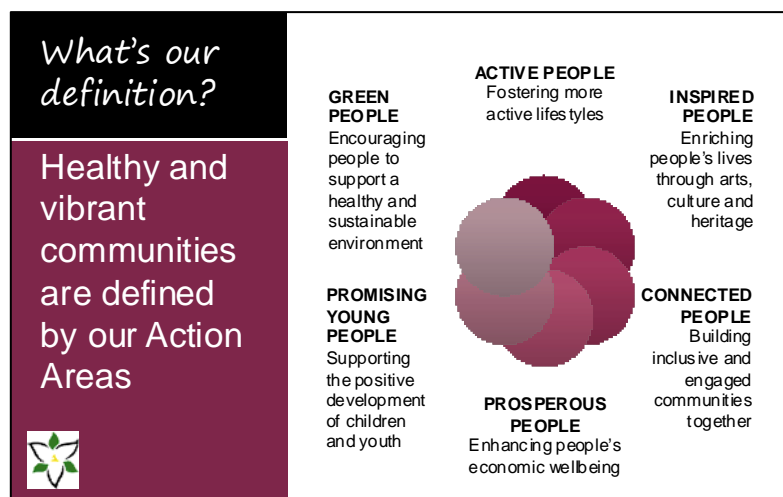 What's our
definition?
Healthy and
vibrant
communities
are defined
by our Action
Areas
ACTIVE PEOPLE
Fostering more
active lifestyles
GREEN
PEOPLE
Encouraging
people to
support a
healthy and
sustainable
environment
INSPIRED
PEOPLE
Enriching
people's lives
through arts,
culture and
heritage
PROMISING
YOUNG
PEOPLE
Supporting
the positive
development
of children
and youth
CONNECTED
PEOPLE
Building
inclusive and
engaged
communities
together
PROSPEROUS
PEOPLE
Enhancing people's
economic wellbeing